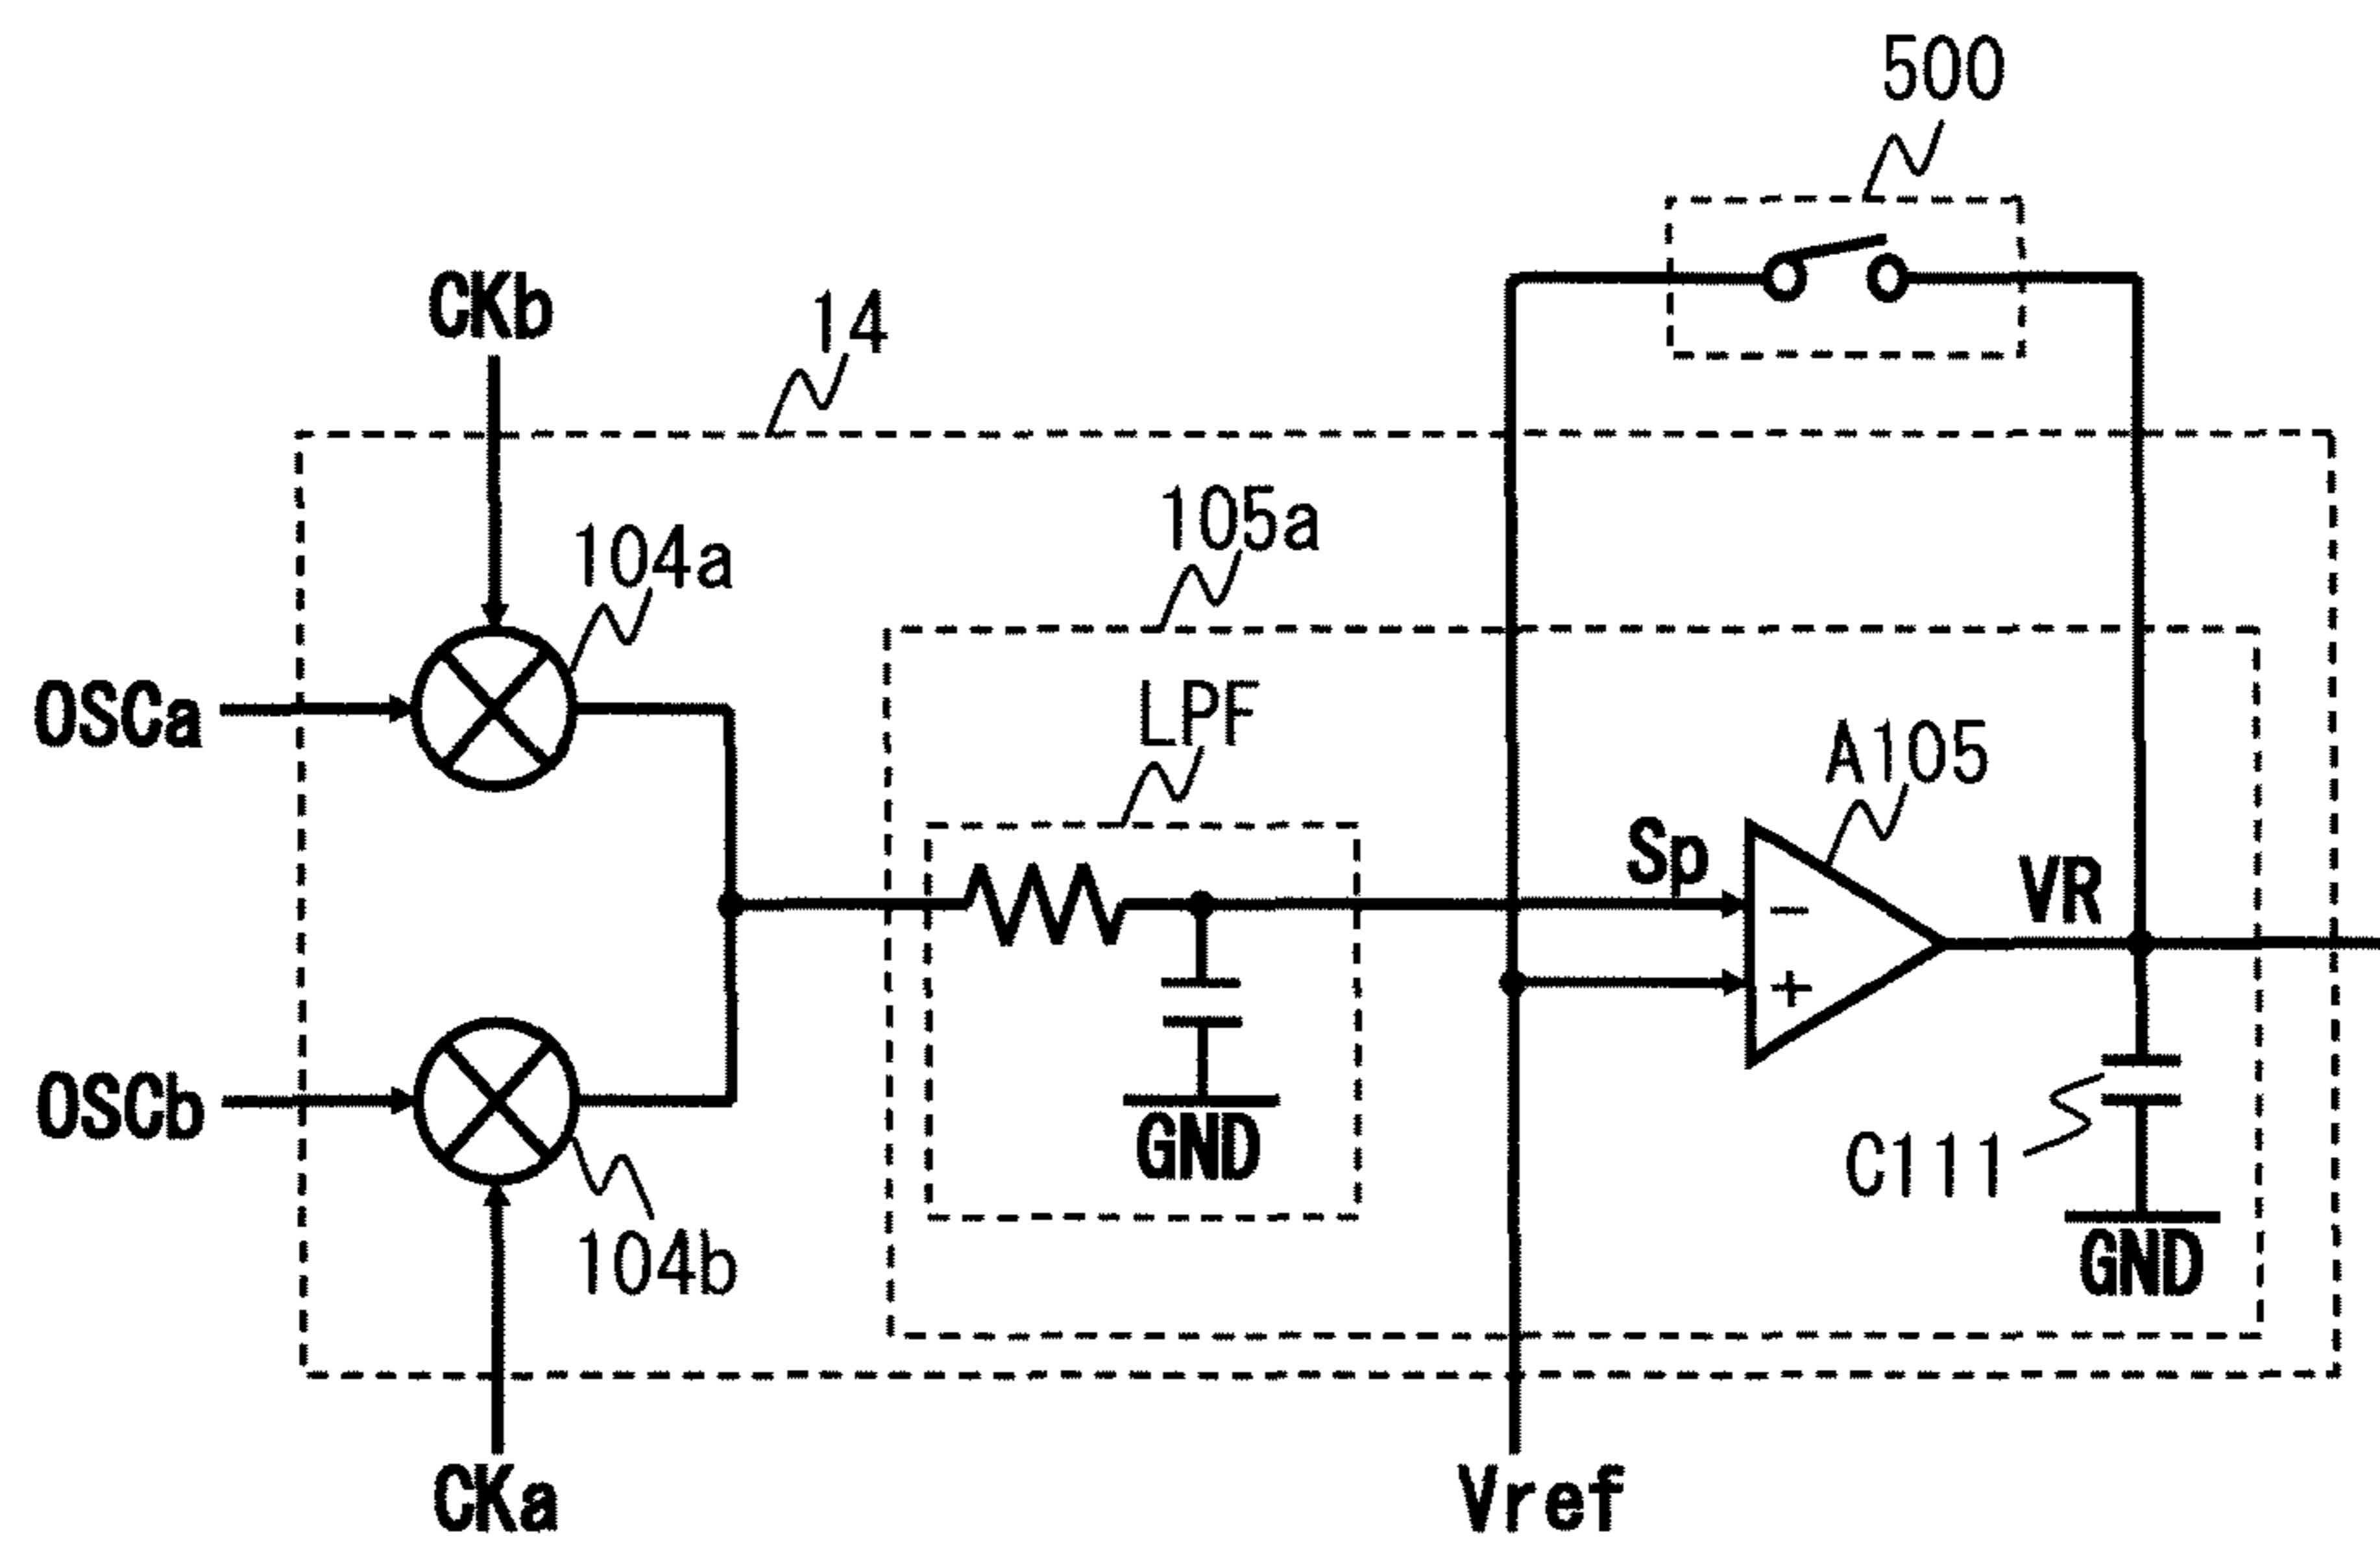 500
CKb
14
105a
104a
OSCa
LPF
A105
Sp
VR
−
+
OSCb
GND
C111
104b
GND
CKa
Vref